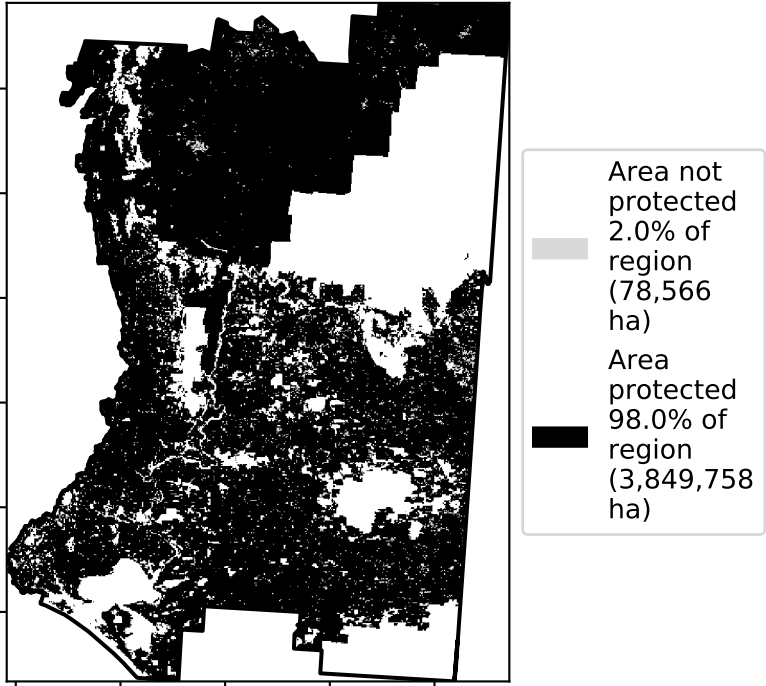 Area not
protected
2.0% of
region
(78,566
ha)
Area
protected
98.0% of
region
(3,849,758
ha)